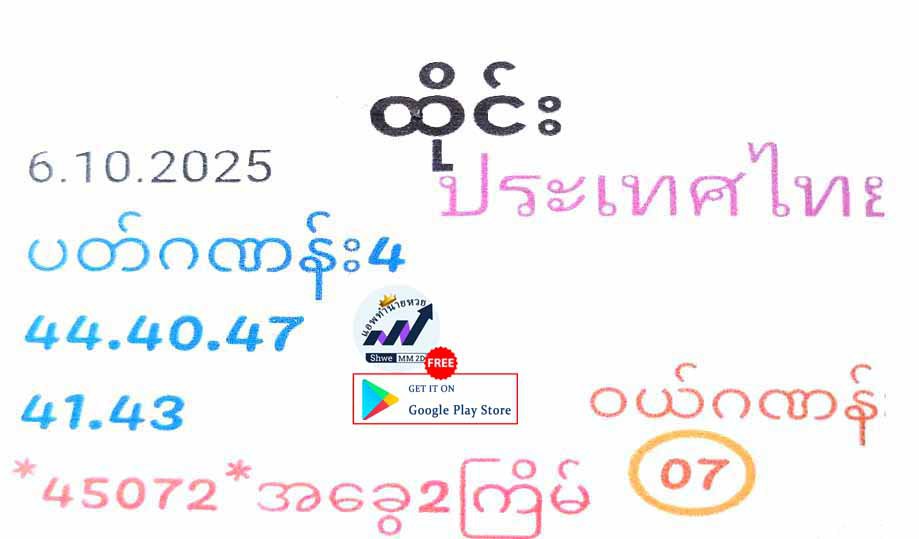 ထိုင်း
6.10.2025
ประเทศไทย
ပတ်ဂဏန်း4
44.40.47
แอพทำนายหวย
Shwe MM 2D
FREE
GET IT ON
Google Play Store
41.43
ဝယ်ဂဏန်း
07
*45072*အခွေ2ကြိမ်